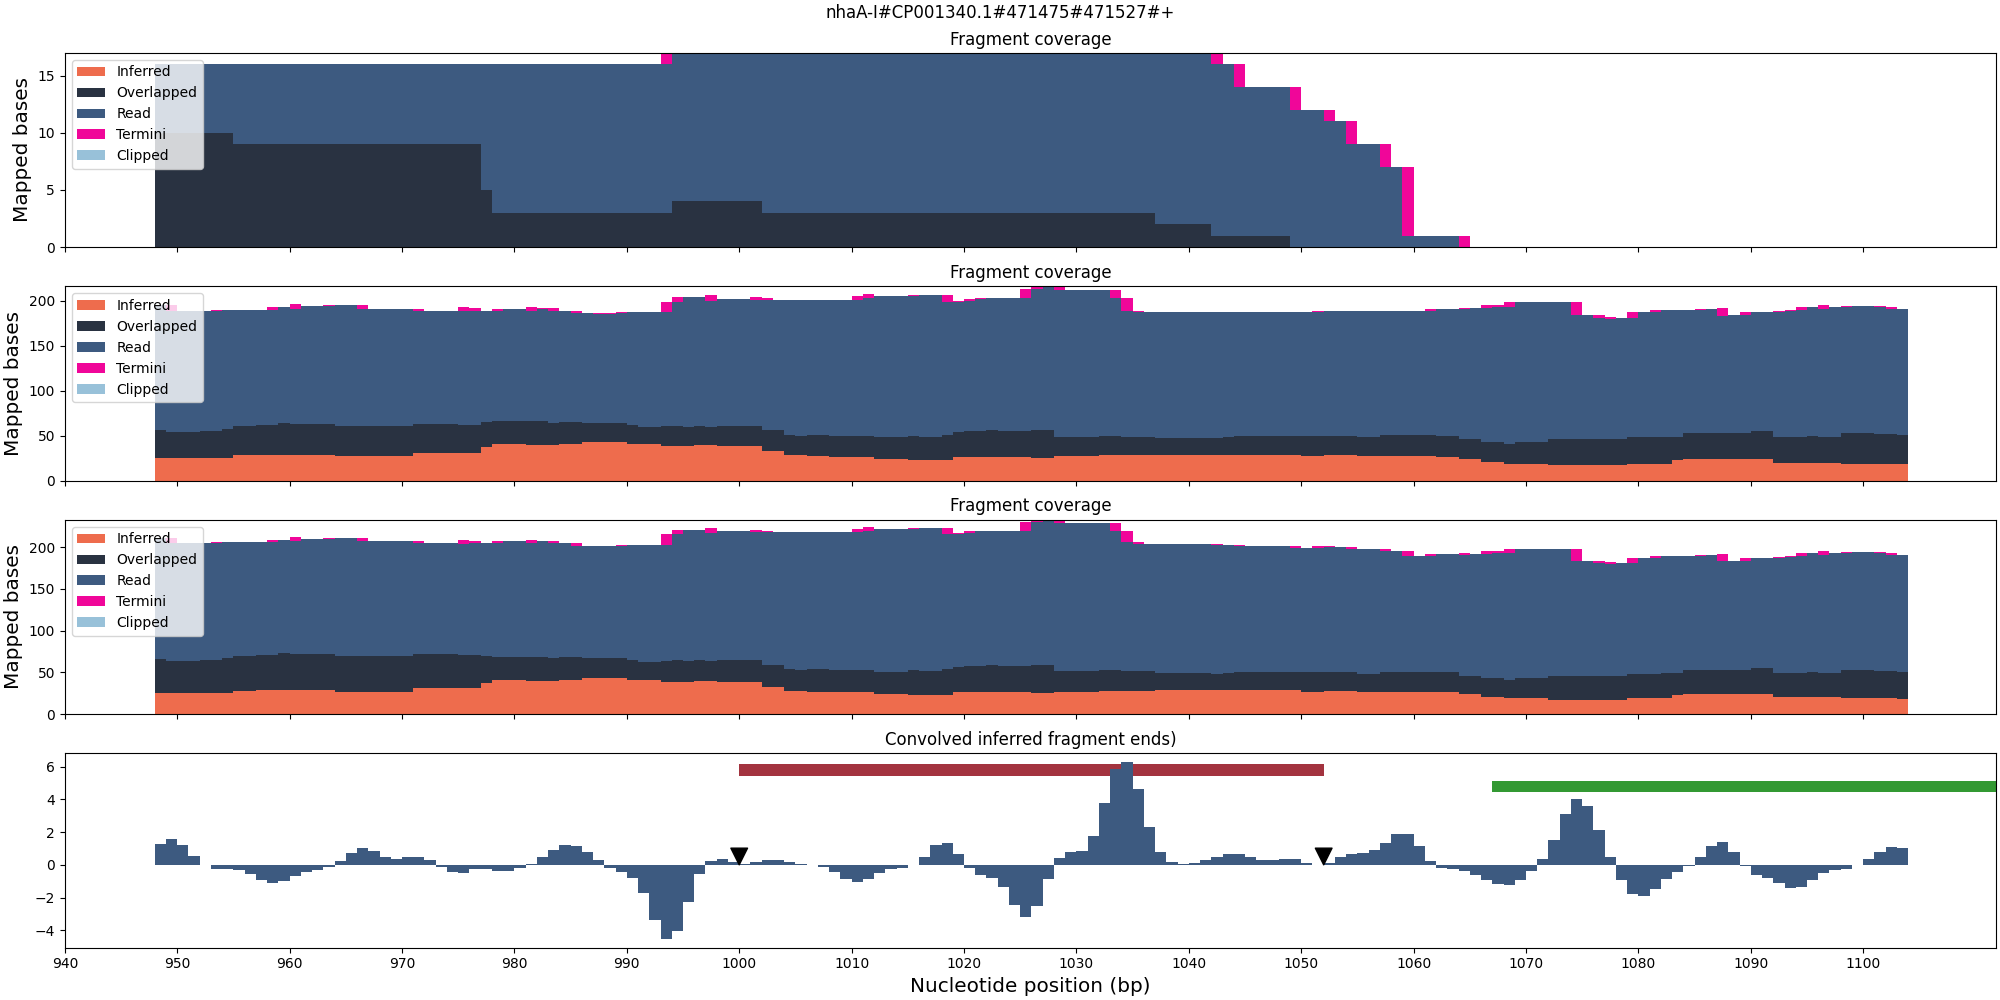 nhaA-I#CP001340.1#471475#471527#+
Fragment coverage
Mapped bases
15
10
5
0
Inferred
Overlapped
Read
Termini
Clipped
Fragment coverage
Mapped bases
200
150
100
50
0
Inferred
Overlapped
Read
Termini
Clipped
Fragment coverage
Mapped bases
200
150
100
50
0
Inferred
Overlapped
Read
Termini
Clipped
Convolved inferred fragment ends)
6
4
2
0
−2
−4
940 950 960 970 980 990 1000 1010 1020 1030 1040 1050 1060 1070 1080 1090 1100
Nucleotide position (bp)